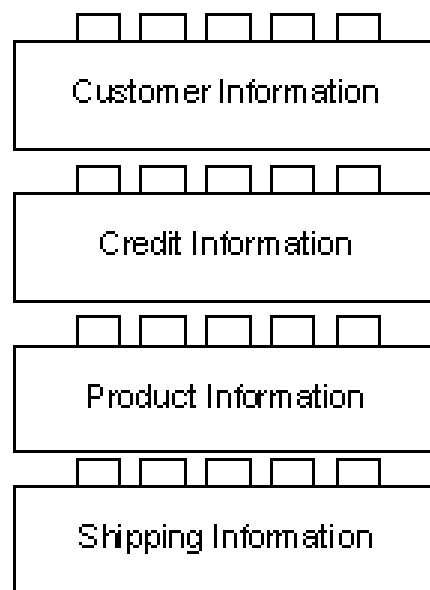 Customer Information
Credit Information
Product Information
Shipping Information